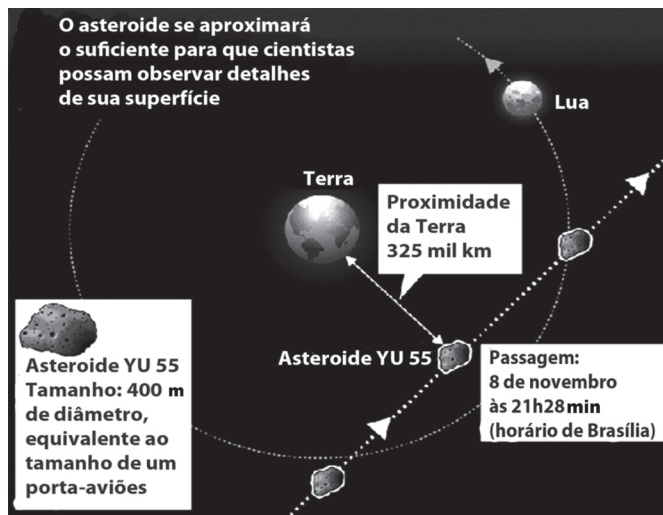 O asteroide se aproximará
o suficiente para que cientistas
possam observar detalhes
de sua superfície
Lua
Terra
Proximidade
da Terra
325 mil km
Asteroide YU 55
Passagem:
8 de novembro
às 21h28min
(horário de Brasília)
Asteroide YU 55
Tamanho: 400 m
de diâmetro,
equivalente ao
tamanho de um
porta-aviões